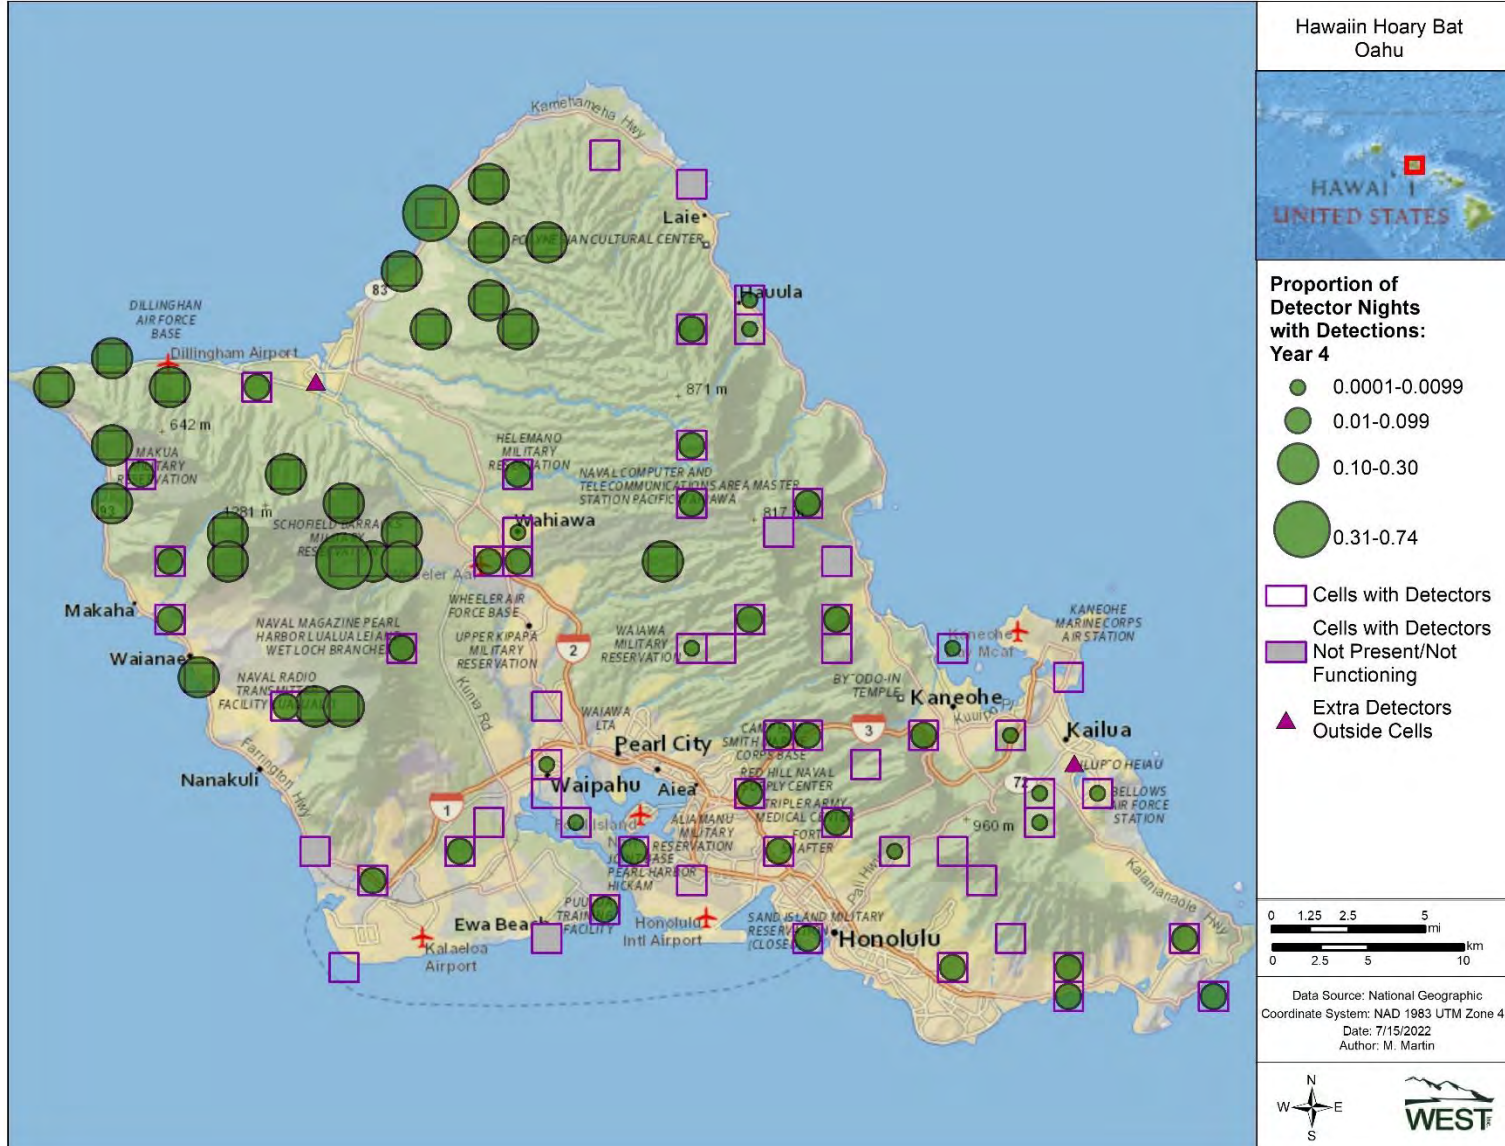 Hawaiin Hoary Bat
Oahu
HAWAI I
UNITED STATES
Proportion of
Detector Nights
with Detections:
Year 4
0.0001-0.0099
0.01-0.099
0.10-0.30
0.31-0.74
Cells with Detectors
Cells with Detectors
Not Present/Not
Functioning
Extra Detectors
Outside Cells
0 1.25 2.5 5
mi
km
0 2.5 5 10
Data Source: National Geographic
Coordinate System: NAD 1983 UTM Zone 4
Date: 7/15/2022
Author: M. Martin
N
W E
S
WEST
Kamehameha Hwy
Laie
CULTURAL CENTER
83
Hauula
DILLINGHAN
AIR FORCE
BASE
Dillingham Airport
871 m
642 m
MAKUA
MILITARY
RESERVATION
HELEMANO
MILITARY
RESERVATION
NAVAL COMPUTER AND
TELECOMMUNICATIONS AREA MASTER
STATION PACIFIC
93
1281 m
817
SCHOFIELD BARRACKS
MILITARY
Wahiawa
Makaha
WHEELER AIR
FORCE BASE
NAVAL MAGAZINE PEARL
HARBOR LUALUALEI AND
WET LOCH BRANCHES
UPPER KIPAPA
MILITARY
RESERVATION
2
WAIAWA
MILITARY
RESERVATION
KANEOHE
MARINE CORPS
AIR STATION
Kaneohe
Waianae
NAVAL RADIO
FACILITY
BYODO-IN
TEMPLE
Kaneohe
Kunia Rd
WAIAWA
LTA
Pearl City
3
Kailua
Farrington Hwy
Nanakuli
SMITH
CORPS BASE
RED HILL NAVAL
SUPPLY CENTER
HEIAU
Waipahu
Aiea
72
BELLOWS
AIR FORCE
STATION
1
TRIPLER ARMY
MEDICAL CENTER
ALIAMANU
MILITARY
RESERVATION
FORT
SHAFTER
960 m
Island
PEARL HARBOR
HICKAM
Pali Hwy
Kalanianaole Hwy
Ewa Beach
TRAINING
FACILITY
Honolulu
Intl Airport
SAND ISLAND MILITARY
Honolulu
Kalaeloa
Airport